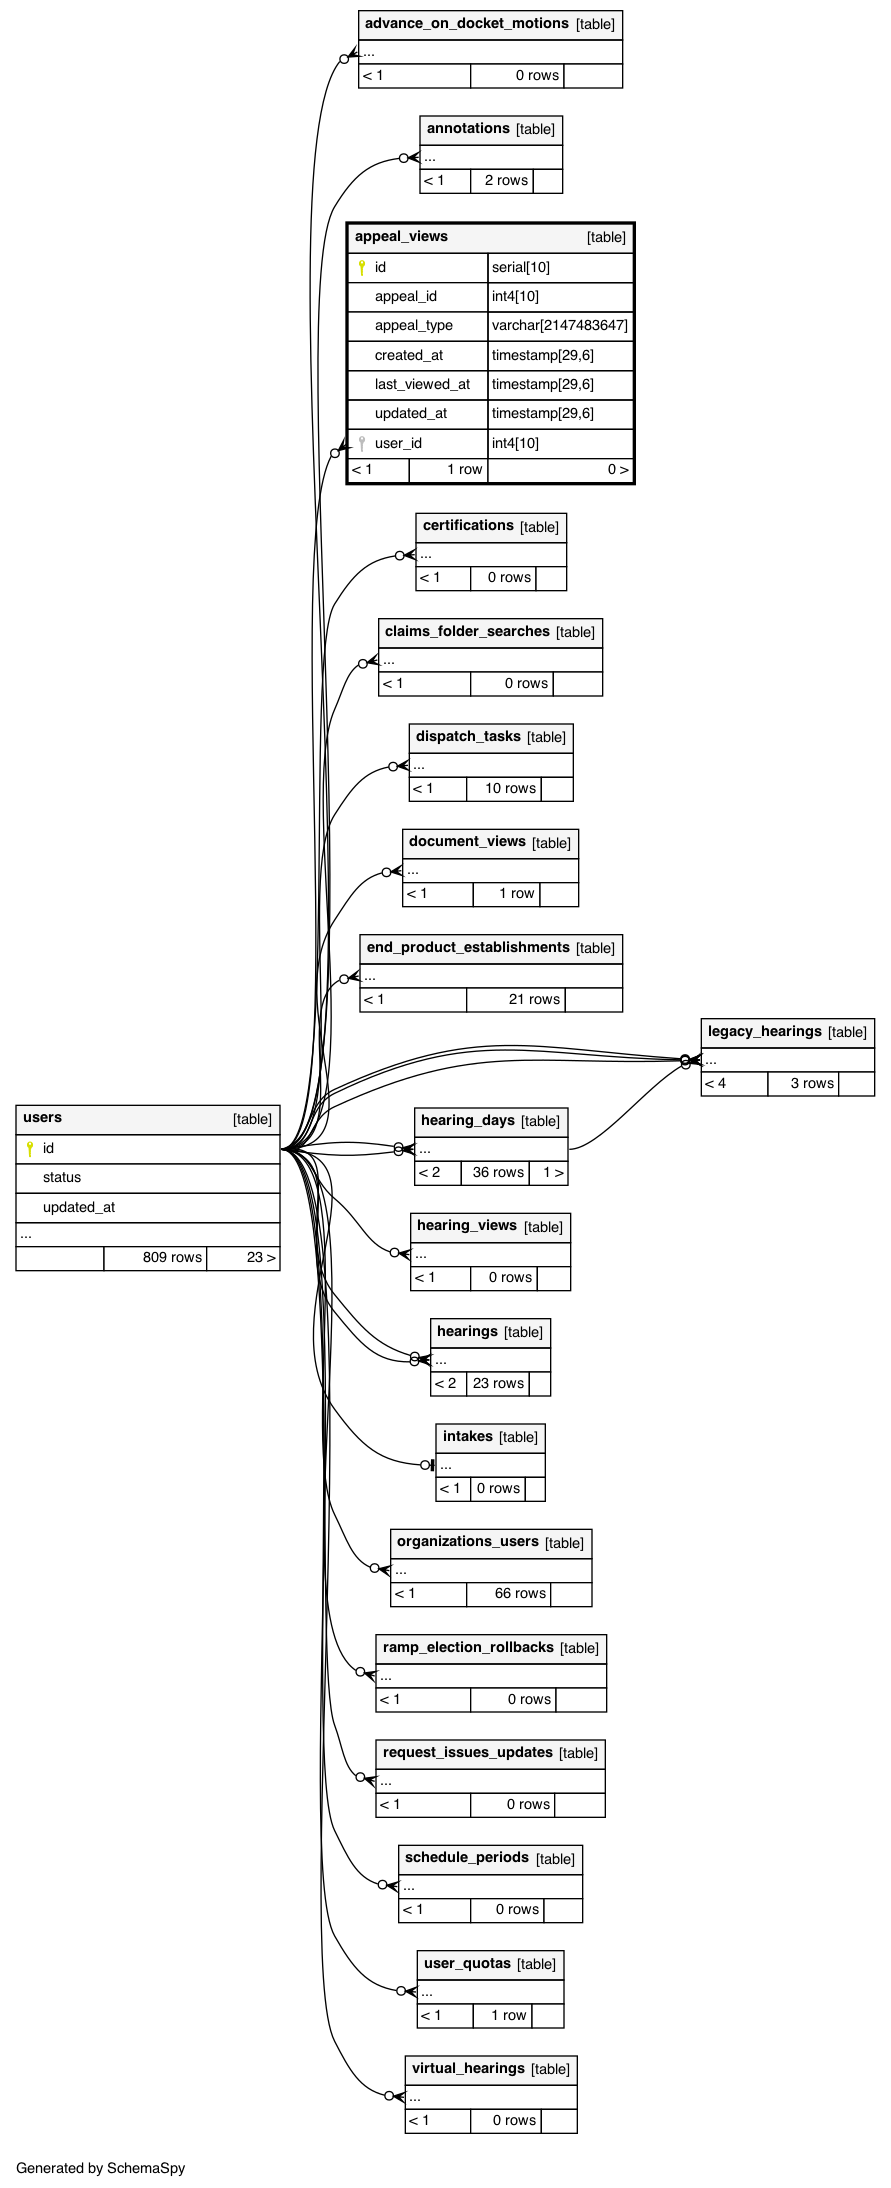 advance_on_docket_motions [table]
...
< 1 0 rows
annotations [table]
...
< 1 2 rows
appeal_views [table]
id serial[10]
appeal_id int4[10]
appeal_type varchar[2147483647]
created_at timestamp[29,6]
last_viewed_at timestamp[29,6]
updated_at timestamp[29,6]
user_id int4[10]
< 1 1 row 0 >
certifications [table]
...
< 1 0 rows
claims_folder_searches [table]
...
< 1 0 rows
dispatch_tasks [table]
...
< 1 10 rows
document_views [table]
...
< 1 1 row
end_product_establishments [table]
...
< 1 21 rows
legacy_hearings [table]
...
< 4 3 rows
users [table]
id
status
updated_at
...
809 rows 23 >
hearing_days [table]
...
< 2 36 rows 1 >
hearing_views [table]
...
< 1 0 rows
hearings [table]
...
< 2 23 rows
intakes [table]
...
< 1 0 rows
organizations_users [table]
...
< 1 66 rows
ramp_election_rollbacks [table]
...
< 1 0 rows
request_issues_updates [table]
...
< 1 0 rows
schedule_periods [table]
...
< 1 0 rows
user_quotas [table]
...
< 1 1 row
virtual_hearings [table]
...
< 1 0 rows
Generated by SchemaSpy